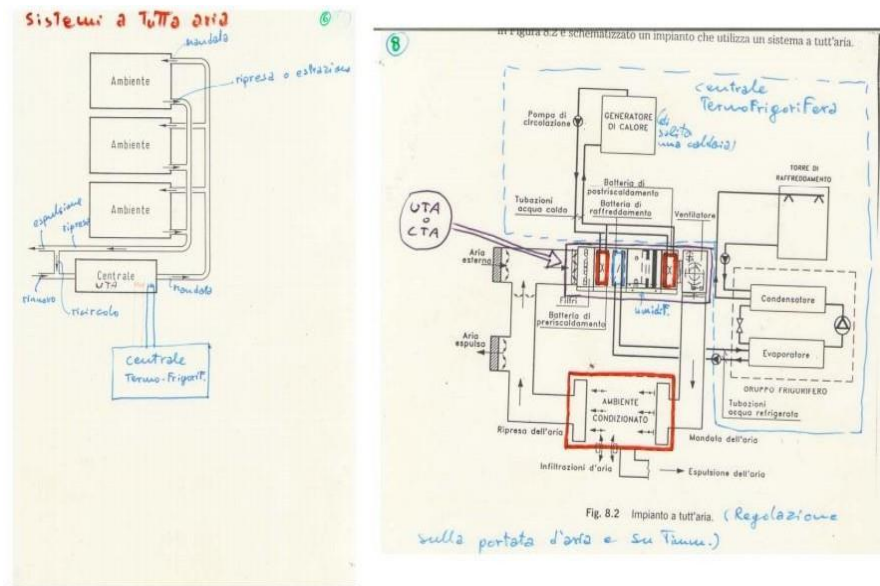 Sistemi a Tutta aria
6
mandata
Ambiente
ripresa o estrazione
Ambiente
Ambiente
espulsione
ripresa
Centrale
UTA
rinnovo
mandata
ricircolo
centrale
Termo-Frigorif.
8
in Figura 8.2 è schematizzato un impianto che utilizza un sistema a tutt'aria.
centrale
TermoFrigoriFera
Pompa di
circolazione
GENERATORE
DI CALORE
(di
solito
una caldaia)
TORRE DI
RAFFREDDAMENTO
Batteria di
postriscaldamento
Tubazioni
acqua calda
Batteria di
raffreddamento
Ventilatore
UTA
o
CTA
Aria
esterna
Filtri
umidif.
Batteria di
preriscaldamento
Condensatore
Aria
espulsa
Evaporatore
GRUPPO FRIGORIFERO
AMBIENTE
CONDIZIONATO
Tubazioni
acqua refrigerata
Ripresa dell'aria
Mandata dell'aria
Infiltrazioni d'aria
Espulsione dell'aria
Fig. 8.2 Impianto a tutt'aria. (Regolazione
sulla portata d'aria e su Timm.)